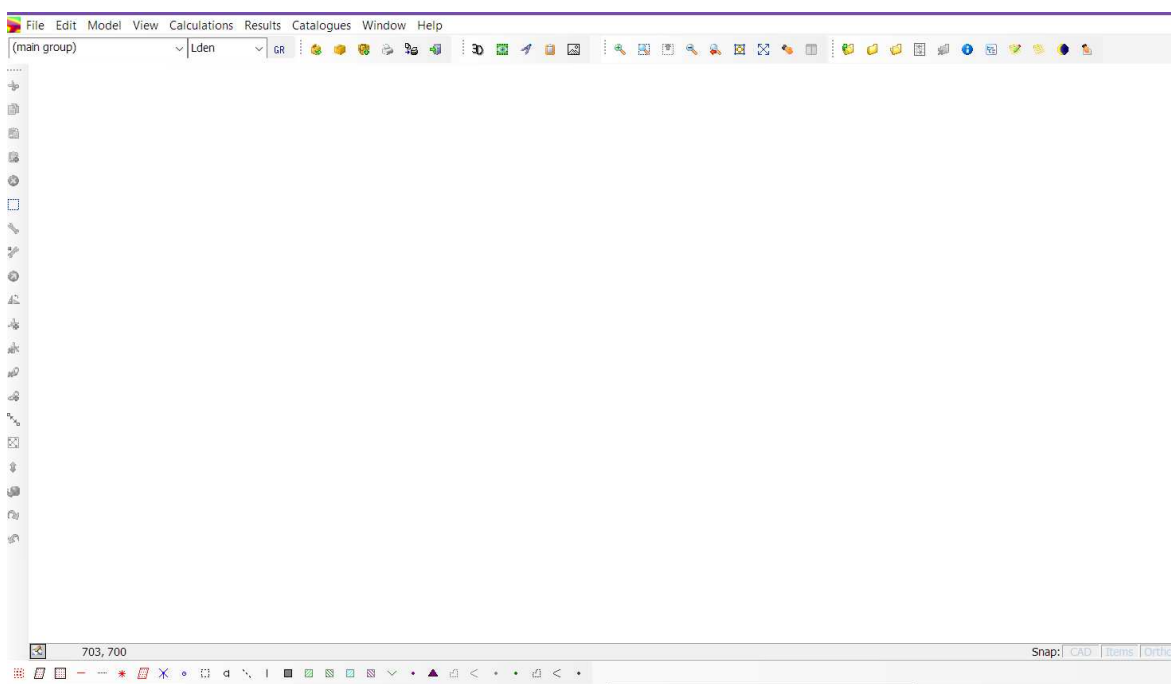 File Edit Model View Calculations Results Catalogues Window Help
(main group) Lden GR 3D
703, 700 Snap: CAD Items Ortho